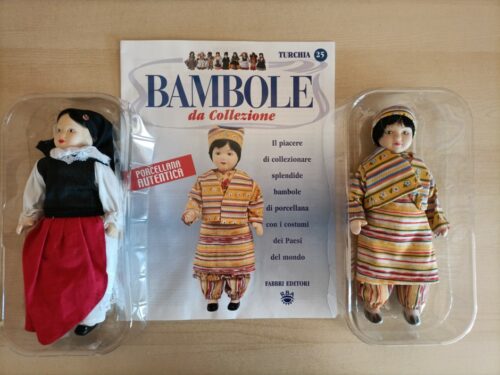 TURCHIA 25
BAMBOLE
da Collezione
PORCELLANA
AUTENTICA
Il piacere
di collezionare
splendide
bambole
di porcellana
con i costumi
dei Paesi
del mondo
FABBRI EDITORI